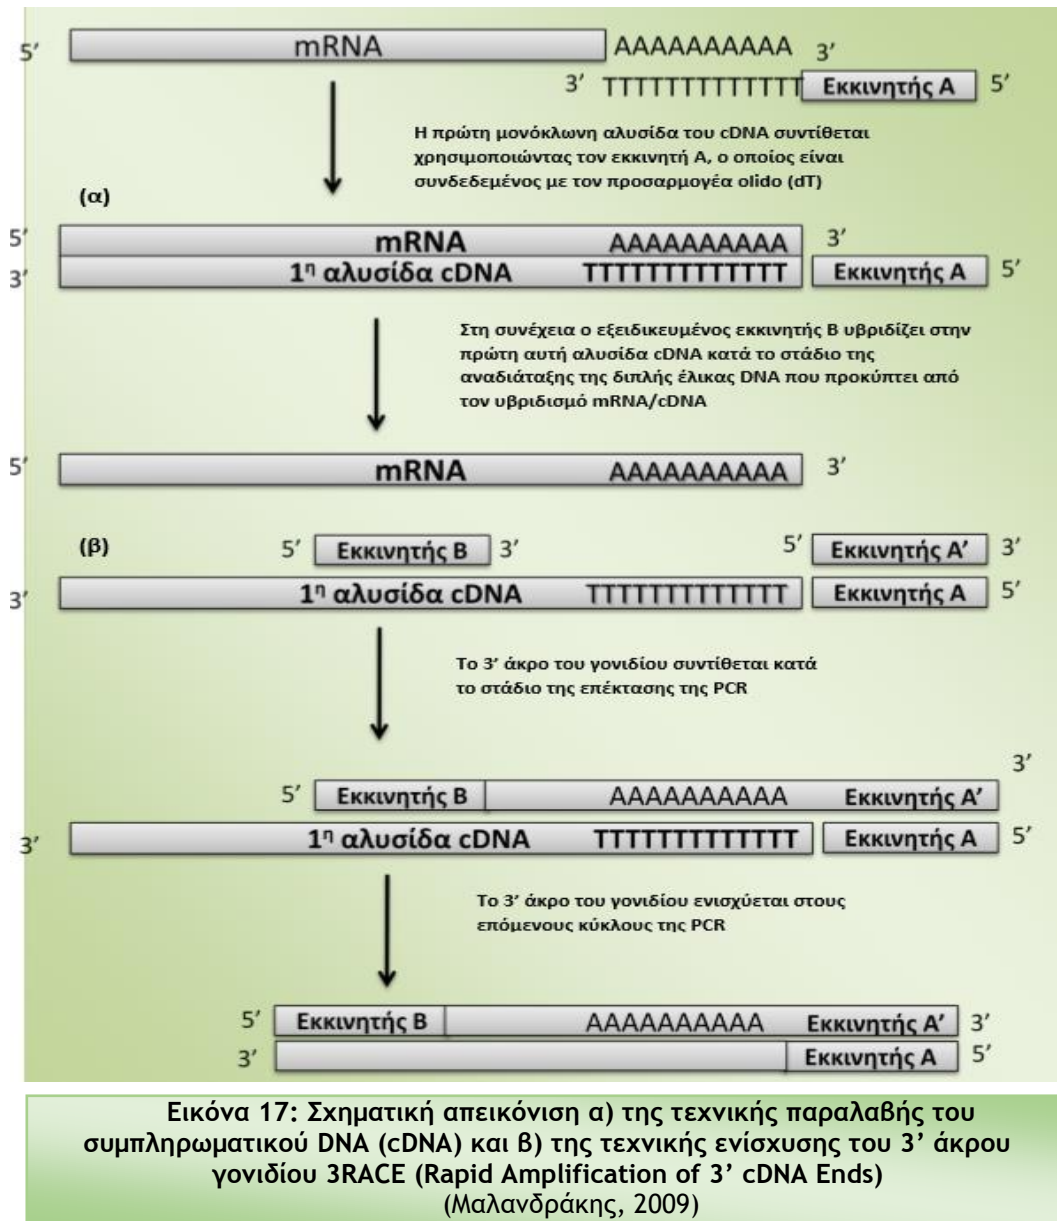 5′ mRNA AAAAAAAAAA 3′
3′ TTTTTTTTTTTTT Εκκινητής Α 5′
Η πρώτη μονόκλωνη αλυσίδα του cDNA συντίθεται
χρησιμοποιώντας τον εκκινητή Α, ο οποίος είναι
συνδεδεμένος με τον προσαρμογέα olido (dT)
(α)
5′ mRNA AAAAAAAAAA 3′
3′ 1η αλυσίδα cDNA TTTTTTTTTTTTT Εκκινητής Α 5′
Στη συνέχεια ο εξειδικευμένος εκκινητής Β υβριδίζει στην
πρώτη αυτή αλυσίδα cDNA κατά το στάδιο της
αναδιάταξης της διπλής έλικας DNA που προκύπτει από
τον υβριδισμό mRNA/cDNA
5′ mRNA AAAAAAAAAA 3′
(β) 5′ Εκκινητής Β 3′ 5′ Εκκινητής Α′ 3′
3′ 1η αλυσίδα cDNA TTTTTTTTTTTTT Εκκινητής Α 5′
Το 3′ άκρο του γονιδίου συντίθεται κατά
το στάδιο της επέκτασης της PCR
3′
5′ Εκκινητής Β AAAAAAAAAA Εκκινητής Α′
3′ 1η αλυσίδα cDNA TTTTTTTTTTTTT Εκκινητής Α 5′
Το 3′ άκρο του γονιδίου ενισχύεται στους
επόμενους κύκλους της PCR
5′ Εκκινητής Β AAAAAAAAAA Εκκινητής Α′ 3′
3′ Εκκινητής Α 5′
Εικόνα 17: Σχηματική απεικόνιση α) της τεχνικής παραλαβής του
συμπληρωματικού DNA (cDNA) και β) της τεχνικής ενίσχυσης του 3’ άκρου
γονιδίου 3RACE (Rapid Amplification of 3’ cDNA Ends)
(Μαλανδράκης, 2009)